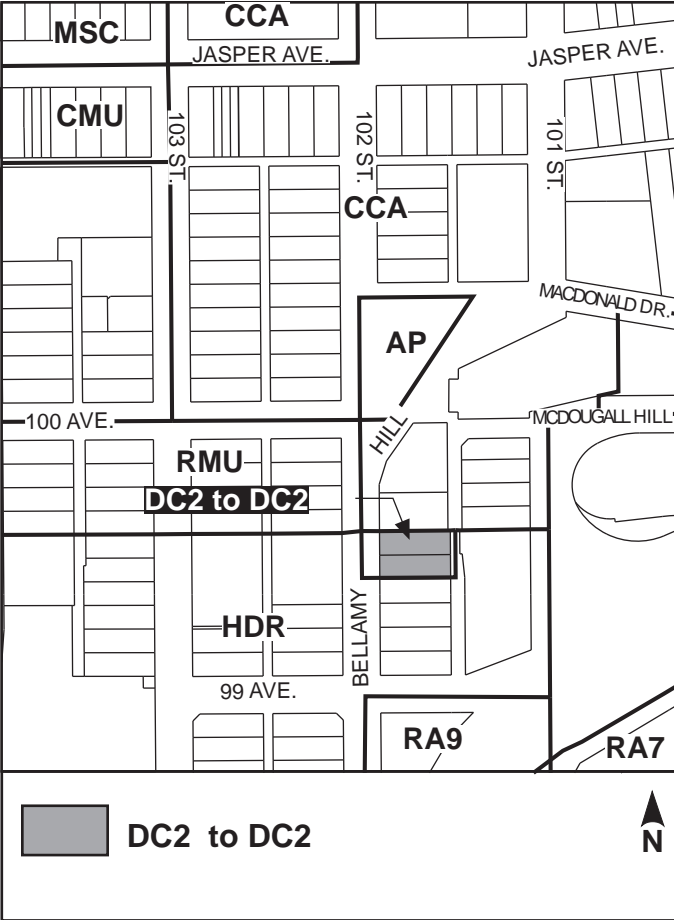 MSC
CCA
JASPER AVE.
JASPER AVE.
CMU
103 ST.
102 ST.
101 ST.
CCA
MACDONALD DR.
AP
100 AVE.
HILL
MCDOUGALL HILL
RMU
DC2 to DC2
HDR
BELLAMY
99 AVE.
RA9
RA7
DC2 to DC2
N